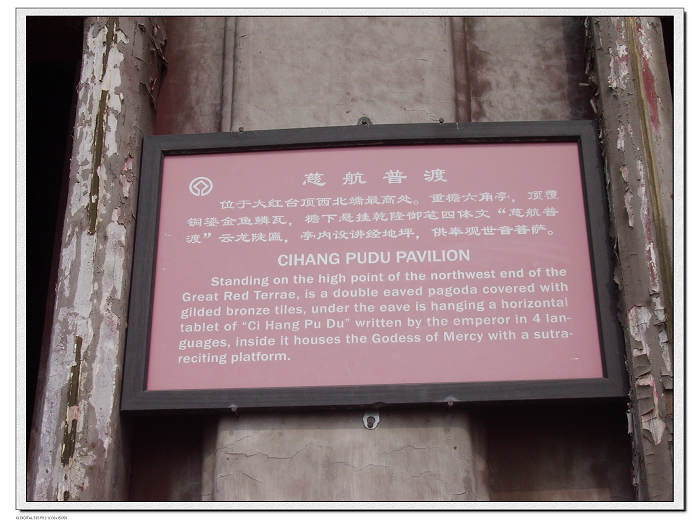 慈航普渡
位于大红台顶西北端最高处。重檐六角亭，顶覆
铜鎏金鱼鳞瓦，檐下悬挂乾隆御笔四体文“慈航普
渡”云龙陡匾，亭内设讲经地坪，供奉观世音菩萨。
CIHANG PUDU PAVILION
Standing on the high point of the northwest end of the
Great Red Terrae, is a double eaved pagoda covered with
gilded bronze tiles, under the eave is hanging a horizontal
tablet of “Ci Hang Pu Du” written by the emperor in 4 lan-
guages, inside it houses the Godess of Mercy with a sutra-
reciting platform.